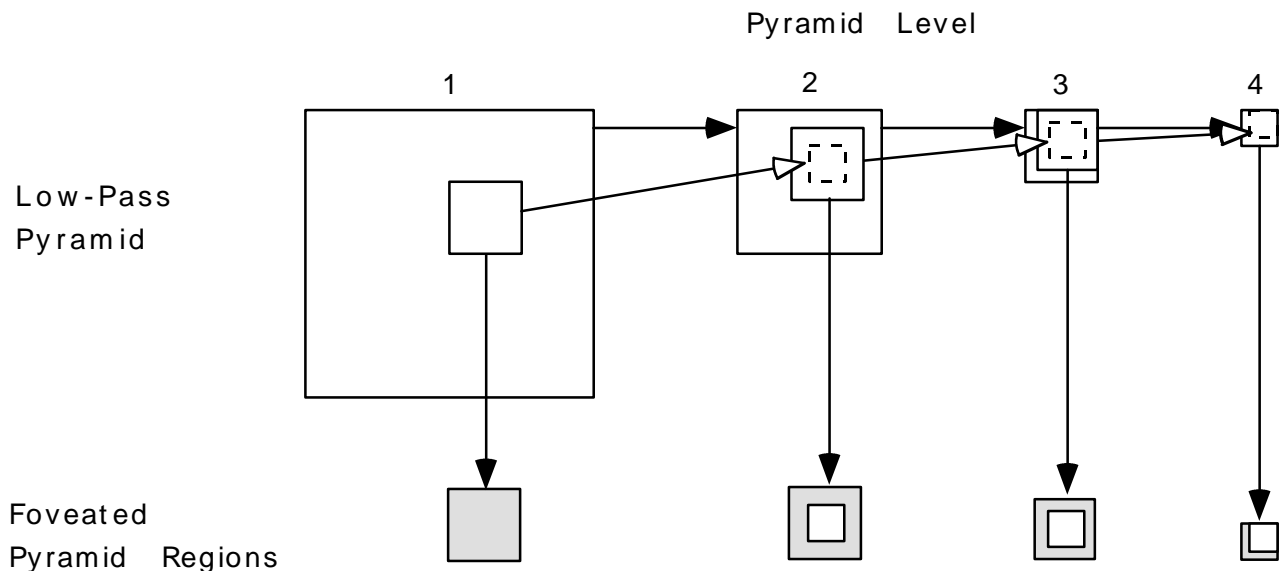 Pyramid Level
1 2 3 4
Low-Pass
Pyramid
Foveated
Pyramid Regions